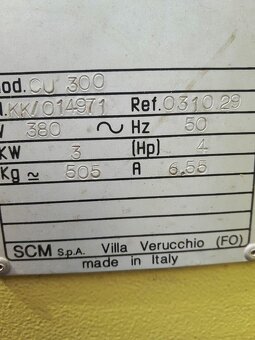 od. CU 300
. KK/014971 Ref. 0310.29
V 380 ~ Hz 50
KW 3 (Hp) 4
Kg ≃ 505 A 6.55
SCM S.p.A. Villa Verucchio (FO)
made in Italy